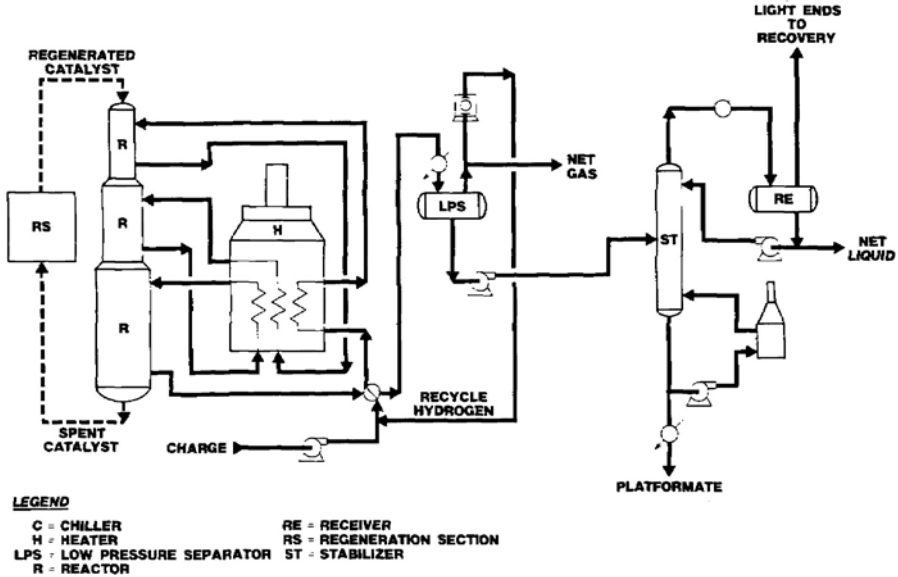 LIGHT ENDS
TO
RECOVERY
REGENERATED
CATALYST
R
H
NET
GAS
LPS
RE
RS
R
ST
NET
LIQUID
R
RECYCLE
HYDROGEN
SPENT
CATALYST
CHARGE
PLATFORMATE
LEGEND
C = CHILLER
H = HEATER
LPS = LOW PRESSURE SEPARATOR
R = REACTOR
RE = RECEIVER
RS = REGENERATION SECTION
ST = STABILIZER